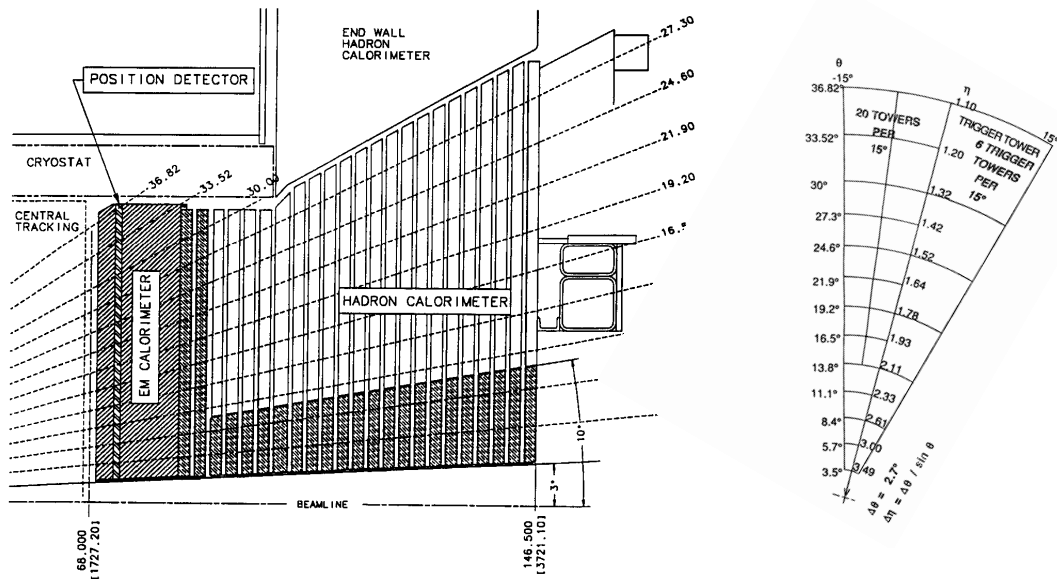 END WALL
HADRON
CALORIMETER
27.30
24.60
21.90
19.20
16.
POSITION DETECTOR
CRYOSTAT
36.82
33.52
30.00
CENTRAL
TRACKING
EM CALORIMETER
HADRON CALORIMETER
10°
3°
BEAMLINE
68.000
[1727.20]
146.500
[3721.10]
θ
-15°
36.82°
33.52°
30°
27.3°
24.6°
21.9°
19.2°
16.5°
13.8°
11.1°
8.4°
5.7°
3.5°
20 TOWERS
PER
15°
η
1.10
1.20
1.32
1.42
1.52
1.64
1.78
1.93
2.11
2.33
2.61
3.00
3.49
15°
TRIGGER TOWER
6 TRIGGER
TOWERS
PER
15°
Δθ = 2.7°
Δη = Δθ / sin θ